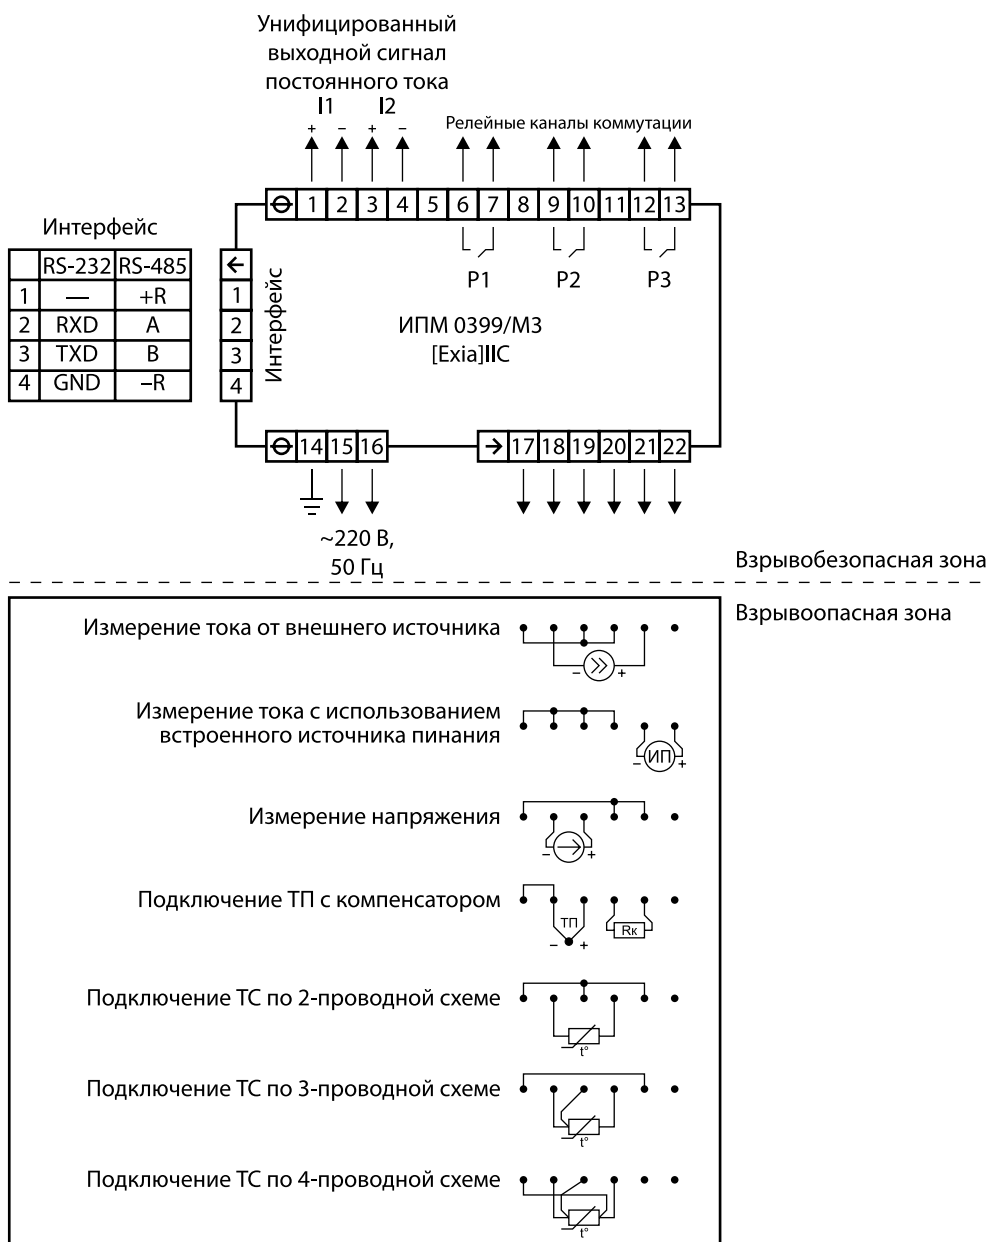 Унифицированный
выходной сигнал
постоянного тока
I1 I2
+ − + −
Релейные каналы коммутации
1 2 3 4 5 6 7 8 9 10 11 12 13
P1 P2 P3
Интерфейс
RS-232 RS-485
1 — +R
2 RXD A
3 TXD B
4 GND −R
1
2
3
4
Интерфейс
ИПМ 0399/М3
[Exia]IIC
14 15 16
17 18 19 20 21 22
~220 В,
50 Гц
Взрывобезопасная зона
Взрывоопасная зона
Измерение тока от внешнего источника
− +
Измерение тока с использованием
встроенного источника пинания
− ИП +
Измерение напряжения
− +
Подключение ТП с компенсатором
ТП
− +
Rк
Подключение ТС по 2-проводной схеме
t°
Подключение ТС по 3-проводной схеме
t°
Подключение ТС по 4-проводной схеме
t°